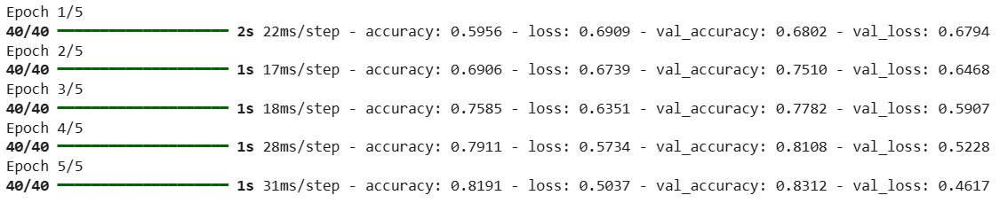 Epoch 1/5
40/40 ━━━━━━━━━━━━━━━━━━━━ 2s 22ms/step - accuracy: 0.5956 - loss: 0.6909 - val_accuracy: 0.6802 - val_loss: 0.6794
Epoch 2/5
40/40 ━━━━━━━━━━━━━━━━━━━━ 1s 17ms/step - accuracy: 0.6906 - loss: 0.6739 - val_accuracy: 0.7510 - val_loss: 0.6468
Epoch 3/5
40/40 ━━━━━━━━━━━━━━━━━━━━ 1s 18ms/step - accuracy: 0.7585 - loss: 0.6351 - val_accuracy: 0.7782 - val_loss: 0.5907
Epoch 4/5
40/40 ━━━━━━━━━━━━━━━━━━━━ 1s 28ms/step - accuracy: 0.7911 - loss: 0.5734 - val_accuracy: 0.8108 - val_loss: 0.5228
Epoch 5/5
40/40 ━━━━━━━━━━━━━━━━━━━━ 1s 31ms/step - accuracy: 0.8191 - loss: 0.5037 - val_accuracy: 0.8312 - val_loss: 0.4617